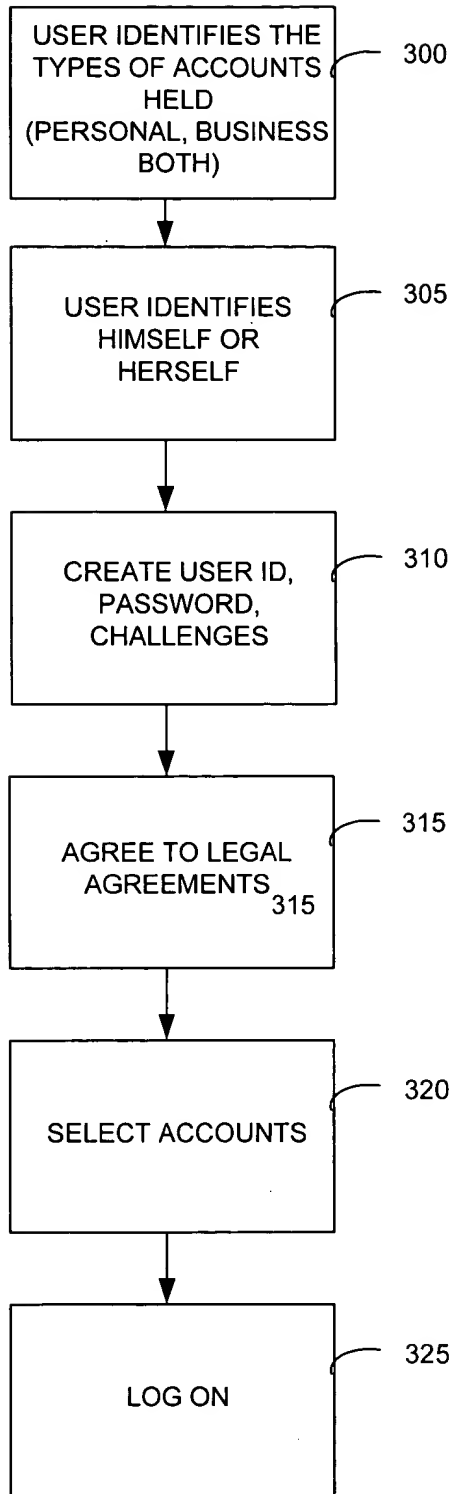 USER IDENTIFIES THE
TYPES OF ACCOUNTS
HELD
(PERSONAL, BUSINESS
BOTH)
300
USER IDENTIFIES
HIMSELF OR
HERSELF
305
CREATE USER ID,
PASSWORD,
CHALLENGES
310
AGREE TO LEGAL
AGREEMENTS
315
315
SELECT ACCOUNTS
320
LOG ON
325